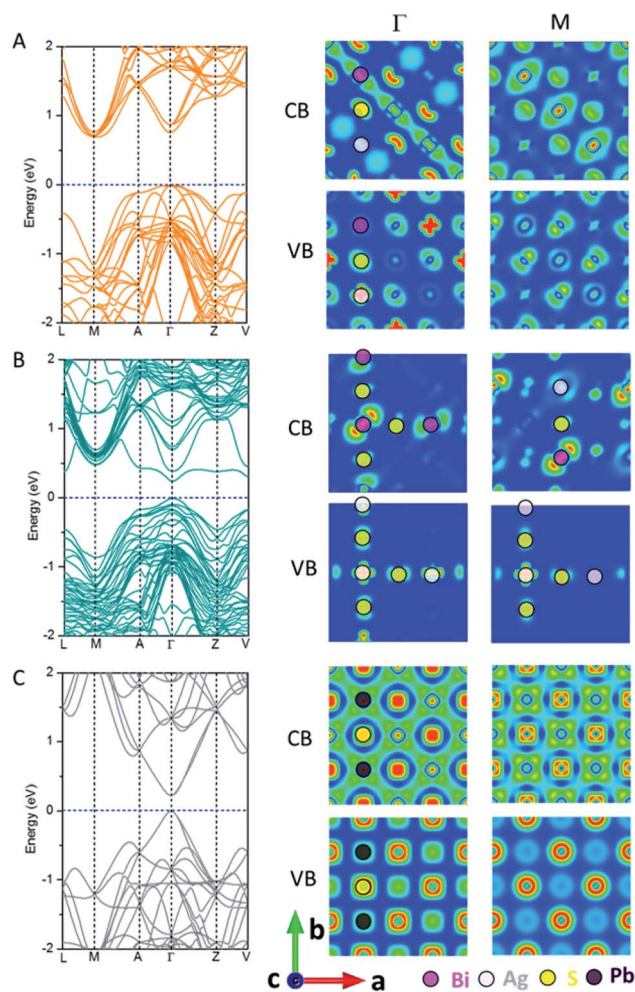 Γ M
A
2
1
0
-1
-2
Energy (eV)
L M A Γ Z V
CB
VB
B
2
1
0
-1
-2
Energy (eV)
L M A Γ Z V
CB
VB
C
2
1
0
-1
-2
Energy (eV)
L M A Γ Z V
CB
VB
b
c a
Bi Ag S Pb